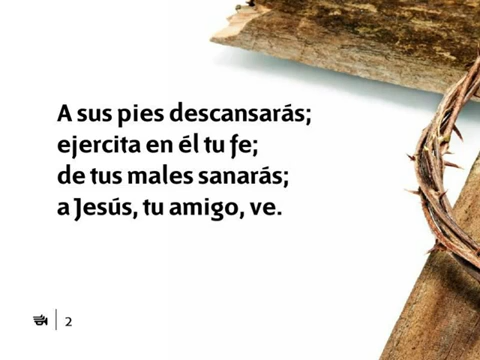 A sus pies descansarás;
ejercita en él tu fe;
de tus males sanarás;
a Jesús, tu amigo, ve.
2